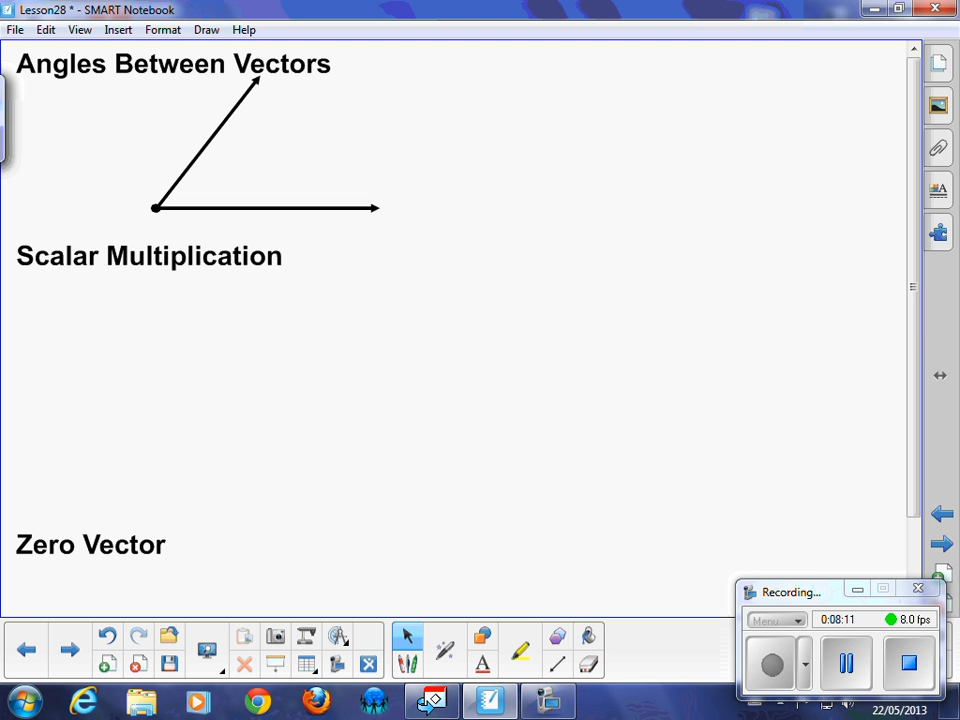 Lesson28 * - SMART Notebook
File Edit View Insert Format Draw Help
Angles Between Vectors
Scalar Multiplication
Zero Vector
Recording...
Menu 0:08:11 8.0 fps
22/05/2013